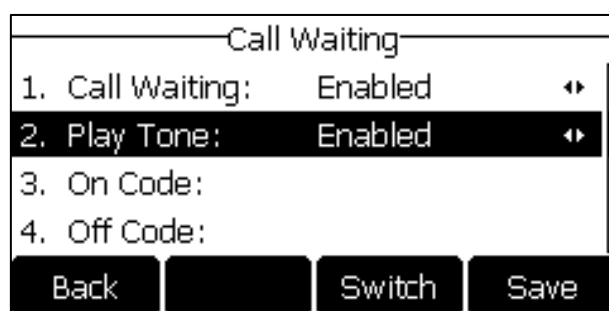 Call Waiting
1. Call Waiting: Enabled
2. Play Tone: Enabled
3. On Code:
4. Off Code:
Back Switch Save